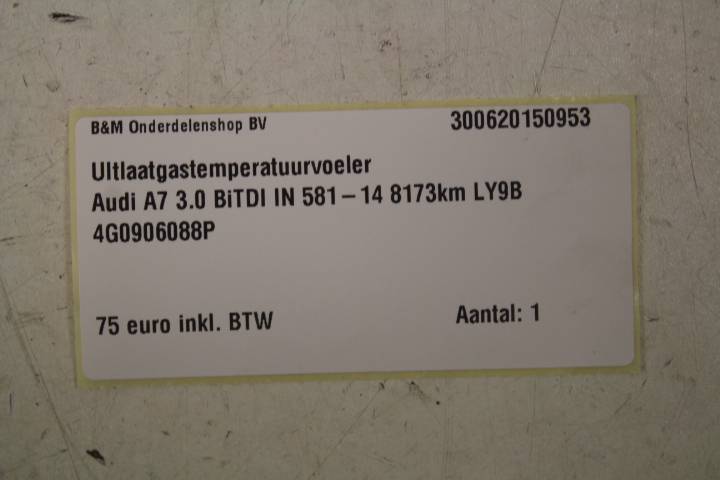 B&M Onderdelenshop BV 300620150953
UItlaatgastemperatuurvoeler
Audi A7 3.0 BiTDI IN 581-14 8173km LY9B
4G0906088P
75 euro inkl. BTW Aantal: 1